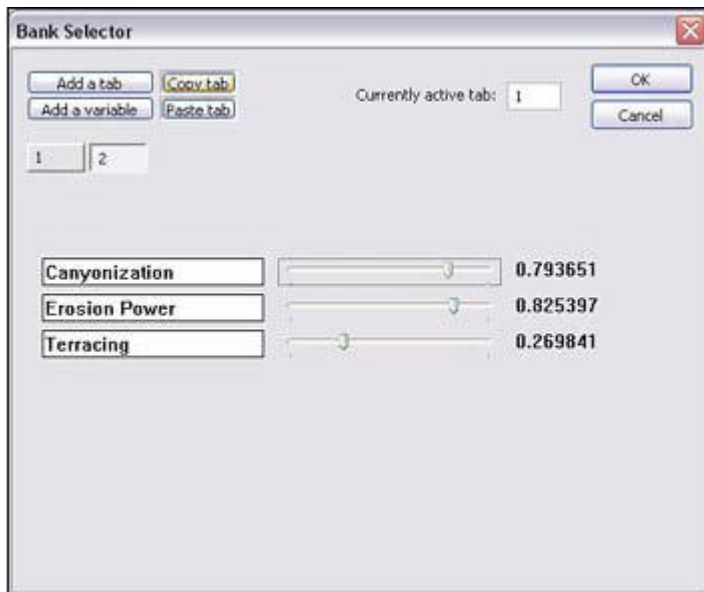 Bank Selector
Add a tab
Copy tab
Add a variable
Paste tab
Currently active tab: 1
OK
Cancel
1
2
Canyonization 0.793651
Erosion Power 0.825397
Terracing 0.269841